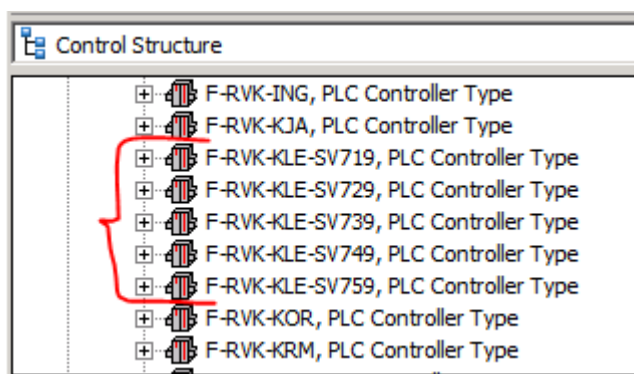 Control Structure
F-RVK-ING, PLC Controller Type
F-RVK-KJA, PLC Controller Type
F-RVK-KLE-SV719, PLC Controller Type
F-RVK-KLE-SV729, PLC Controller Type
F-RVK-KLE-SV739, PLC Controller Type
F-RVK-KLE-SV749, PLC Controller Type
F-RVK-KLE-SV759, PLC Controller Type
F-RVK-KOR, PLC Controller Type
F-RVK-KRM, PLC Controller Type